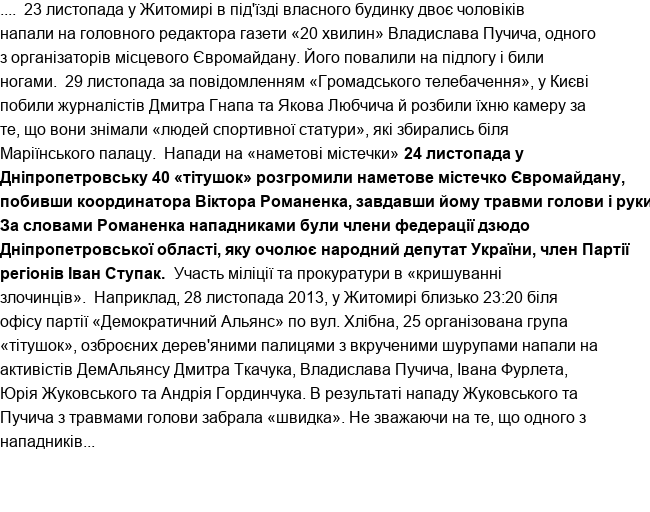 ....  23 листопада у Житомирі в під'їзді власного будинку двоє чоловіків
напали на головного редактора газети «20 хвилин» Владислава Пучича, одного
з організаторів місцевого Євромайдану. Його повалили на підлогу і били
ногами.  29 листопада за повідомленням «Громадського телебачення», у Києві
побили журналістів Дмитра Гнапа та Якова Любчича й розбили їхню камеру за
те, що вони знімали «людей спортивної статури», які збирались біля
Маріїнського палацу.  Напади на «наметові містечки» 24 листопада у
Дніпропетровську 40 «тітушок» розгромили наметове містечко Євромайдану,
побивши координатора Віктора Романенка, завдавши йому травми голови і руки
За словами Романенка нападниками були члени федерації дзюдо
Дніпропетровської області, яку очолює народний депутат України, член Партії
регіонів Іван Ступак.  Участь міліції та прокуратури в «кришуванні
злочинців».  Наприклад, 28 листопада 2013, у Житомирі близько 23:20 біля
офісу партії «Демократичний Альянс» по вул. Хлібна, 25 організована група
«тітушок», озброєних дерев'яними палицями з вкрученими шурупами напали на
активістів ДемАльянсу Дмитра Ткачука, Владислава Пучича, Івана Фурлета,
Юрія Жуковського та Андрія Гординчука. В результаті нападу Жуковського та
Пучича з травмами голови забрала «швидка». Не зважаючи на те, що одного з
нападників...